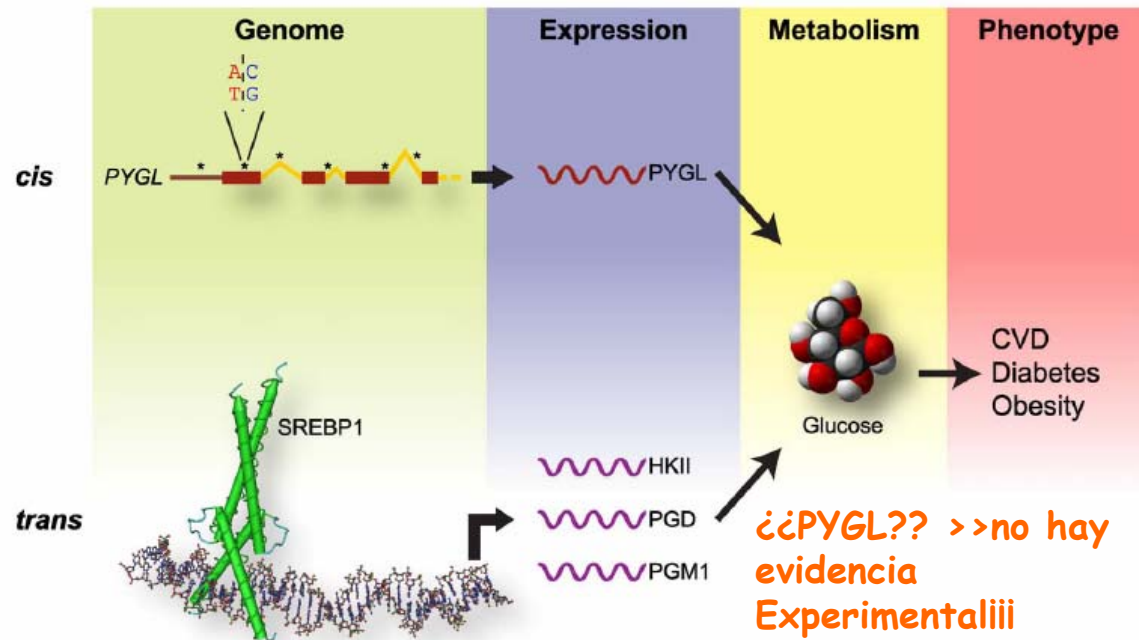 Genome
Expression
Metabolism
Phenotype
A C
T G
cis
PYGL
* * * * * *
PYGL
Glucose
CVD
Diabetes
Obesity
SREBP1
trans
HKII
PGD
PGM1
¿¿PYGL?? >>no hay
evidencia
Experimental¡¡¡